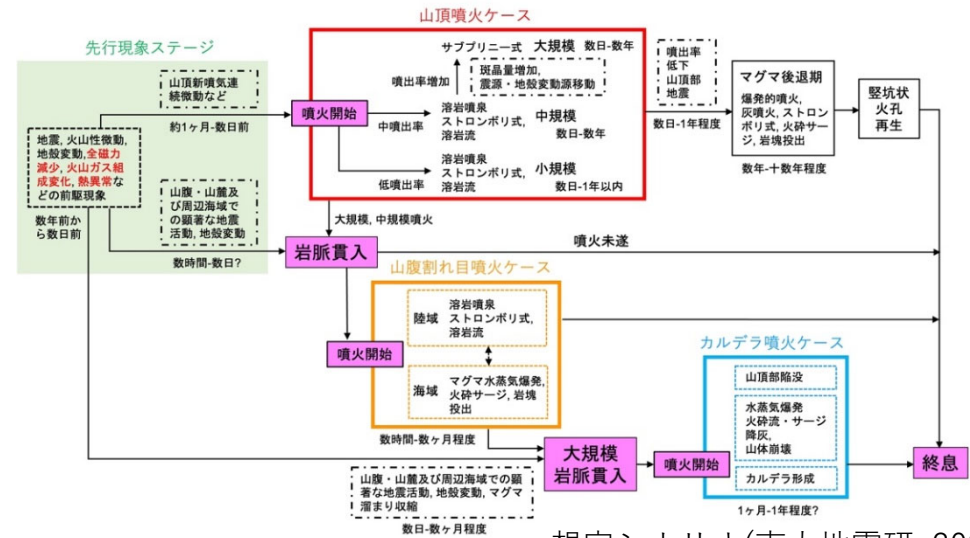 山頂噴火ケース
先行現象ステージ
山頂新噴気連
続微動など
約1ヶ月-数日前
地震, 火山性微動,
地殻変動,全磁力
減少, 火山ガス組
成変化, 熱異常な
どの前駆現象
数年前か
ら数日前
山腹・山麓及
び周辺海域で
の顕著な地震
活動, 地殻変動
数時間-数日?
噴火開始
サブプリニー式 大規模 数日-数年
噴出率増加
斑晶量増加,
震源・地殻変動源移動
中噴出率
溶岩噴泉
ストロンボリ式,
溶岩流
中規模
数日-数年
低噴出率
溶岩噴泉
ストロンボリ式,
溶岩流
小規模
数日-1年以内
噴出率
低下
山頂部
地震
数日-1年程度
マグマ後退期
爆発的噴火,
灰噴火, ストロン
ボリ式, 火砕サー
ジ, 岩塊放出
数年-十数年程度
竪坑状
火孔
再生
大規模, 中規模噴火
岩脈貫入
噴火未遂
山腹割れ目噴火ケース
噴火開始
陸域
溶岩噴泉
ストロンボリ式,
溶岩流
海域
マグマ水蒸気爆発,
火砕サージ, 岩塊
投出
数時間-数ヶ月程度
カルデラ噴火ケース
大規模
岩脈貫入
噴火開始
山頂部陥没
水蒸気爆発
火砕流・サージ
降灰,
山体崩壊
カルデラ形成
1ヶ月-1年程度?
終息
山腹・山麓及び周辺海域での顕
著な地震活動, 地殻変動, マグマ
溜まり収縮
数日-数ヶ月程度